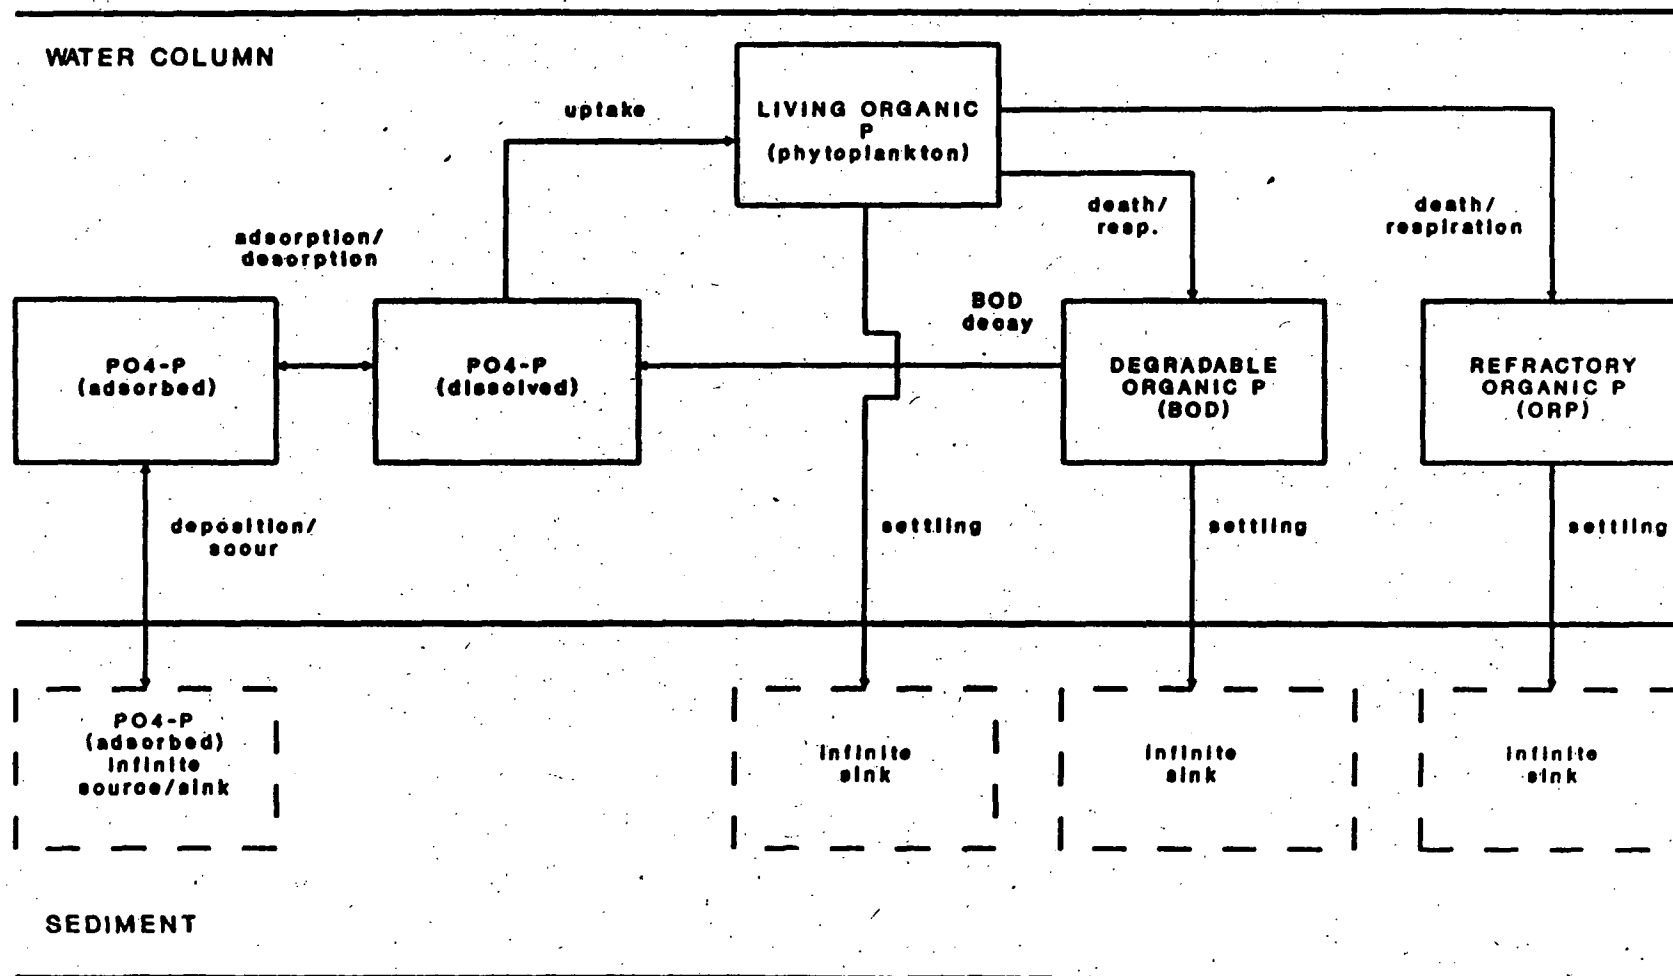 WATER COLUMN
uptake
LIVING ORGANIC
P
(phytoplankton)
death/
resp.
death/
respiration
adsorption/
desorption
PO4-P
(adsorbed)
PO4-P
(dissolved)
BOD
decay
DEGRADABLE
ORGANIC P
(BOD)
REFRACTORY
ORGANIC P
(ORP)
deposition/
scour
settling
settling
settling
PO4-P
(adsorbed)
infinite
source/sink
infinite
sink
infinite
sink
infinite
sink
SEDIMENT